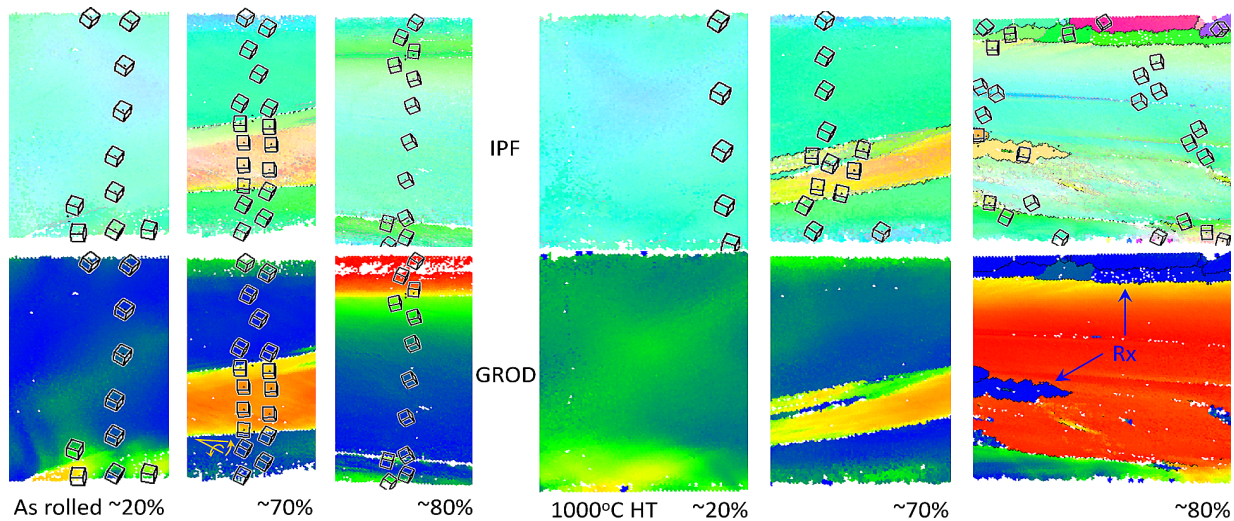 IPF
GROD
Rx
As rolled ~20%
~70%
~80%
1000°C HT
~20%
~70%
~80%